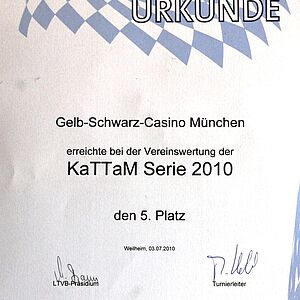 URKUNDE
Gelb-Schwarz-Casino München
erreichte bei der Vereinswertung der
KaTTaM Serie 2010
den 5. Platz
Weilheim, 03.07.2010
LTVB-Präsidium
Turnierleiter